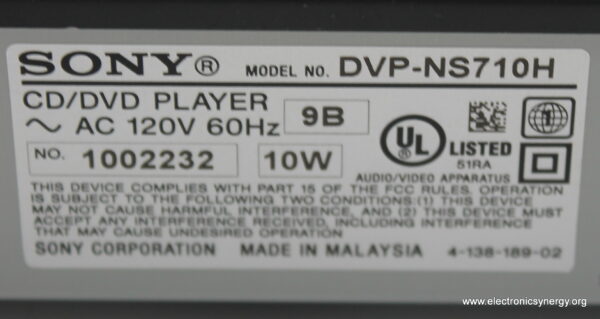 SONY® MODEL NO. DVP-NS710H
CD/DVD PLAYER 9B
~ AC 120V 60Hz
NO. 1002232 10W
UL® LISTED
51RA
AUDIO/VIDEO APPARATUS
1
THIS DEVICE COMPLIES WITH PART 15 OF THE FCC RULES. OPERATION
IS SUBJECT TO THE FOLLOWING TWO CONDITIONS:(1) THIS DEVICE
MAY NOT CAUSE HARMFUL INTERFERENCE, AND (2) THIS DEVICE MUST
ACCEPT ANY INTERFERENCE RECEIVED, INCLUDING INTERFERENCE
THAT MAY CAUSE UNDESIRED OPERATION.
SONY CORPORATION MADE IN MALAYSIA 4-138-189-02
www.electronicsynergy.org